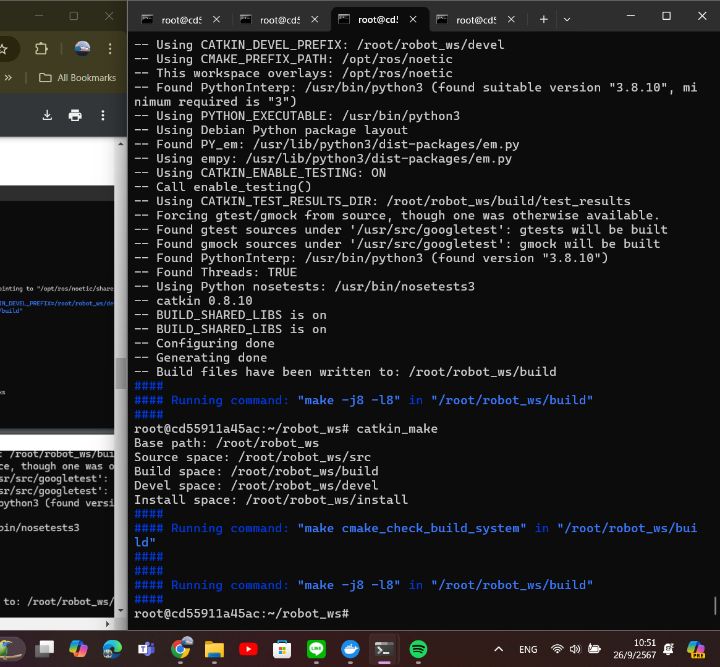 root@cd5
root@cd5
root@cd5
root@cd5
All Bookmarks
-- Using CATKIN_DEVEL_PREFIX: /root/robot_ws/devel
-- Using CMAKE_PREFIX_PATH: /opt/ros/noetic
-- This workspace overlays: /opt/ros/noetic
-- Found PythonInterp: /usr/bin/python3 (found suitable version "3.8.10", mi
nimum required is "3")
-- Using PYTHON_EXECUTABLE: /usr/bin/python3
-- Using Debian Python package layout
-- Found PY_em: /usr/lib/python3/dist-packages/em.py
-- Using empy: /usr/lib/python3/dist-packages/em.py
-- Using CATKIN_ENABLE_TESTING: ON
-- Call enable_testing()
-- Using CATKIN_TEST_RESULTS_DIR: /root/robot_ws/build/test_results
-- Forcing gtest/gmock from source, though one was otherwise available.
-- Found gtest sources under '/usr/src/googletest': gtests will be built
-- Found gmock sources under '/usr/src/googletest': gmock will be built
-- Found PythonInterp: /usr/bin/python3 (found version "3.8.10")
-- Found Threads: TRUE
-- Using Python nosetests: /usr/bin/nosetests3
-- catkin 0.8.10
-- BUILD_SHARED_LIBS is on
-- BUILD_SHARED_LIBS is on
-- Configuring done
-- Generating done
-- Build files have been written to: /root/robot_ws/build
####
#### Running command: "make -j8 -l8" in "/root/robot_ws/build"
####
root@cd55911a45ac:~/robot_ws# catkin_make
Base path: /root/robot_ws
Source space: /root/robot_ws/src
Build space: /root/robot_ws/build
Devel space: /root/robot_ws/devel
Install space: /root/robot_ws/install
####
#### Running command: "make cmake_check_build_system" in "/root/robot_ws/bui
ld"
####
####
#### Running command: "make -j8 -l8" in "/root/robot_ws/build"
####
root@cd55911a45ac:~/robot_ws#
ointing to "/opt/ros/noetic/share
IN_DEVEL_PREFIX=/root/robot_ws/de
build"
: /root/robot_ws/bui
ce, though one was o
sr/src/googletest':
sr/src/googletest':
python3 (found versi
bin/nosetests3
to: /root/robot_ws/
ENG
10:51
26/9/2567